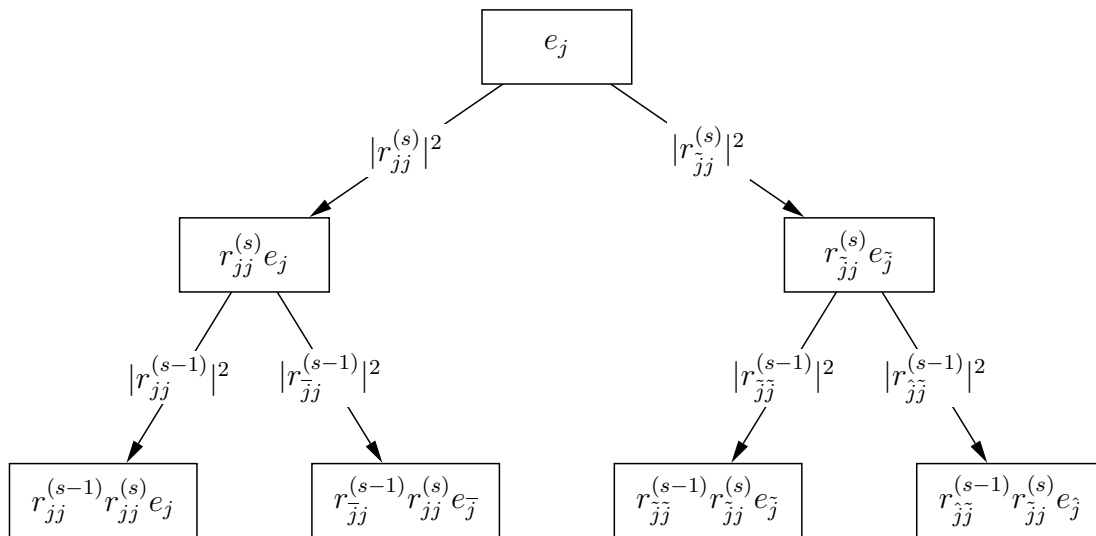 $e_j$
$|r_{jj}^{(s)}|^2$ $|r_{\tilde{j}j}^{(s)}|^2$
$r_{jj}^{(s)} e_j$ $r_{\tilde{j}j}^{(s)} e_{\tilde{j}}$
$|r_{jj}^{(s-1)}|^2$ $|r_{\bar{j}j}^{(s-1)}|^2$ $|r_{\tilde{j}\tilde{j}}^{(s-1)}|^2$ $|r_{\hat{j}\tilde{j}}^{(s-1)}|^2$
$r_{jj}^{(s-1)} r_{jj}^{(s)} e_j$ $r_{\bar{j}j}^{(s-1)} r_{jj}^{(s)} e_{\bar{j}}$ $r_{\tilde{j}\tilde{j}}^{(s-1)} r_{\tilde{j}j}^{(s)} e_{\tilde{j}}$ $r_{\hat{j}\tilde{j}}^{(s-1)} r_{\tilde{j}j}^{(s)} e_{\hat{j}}$